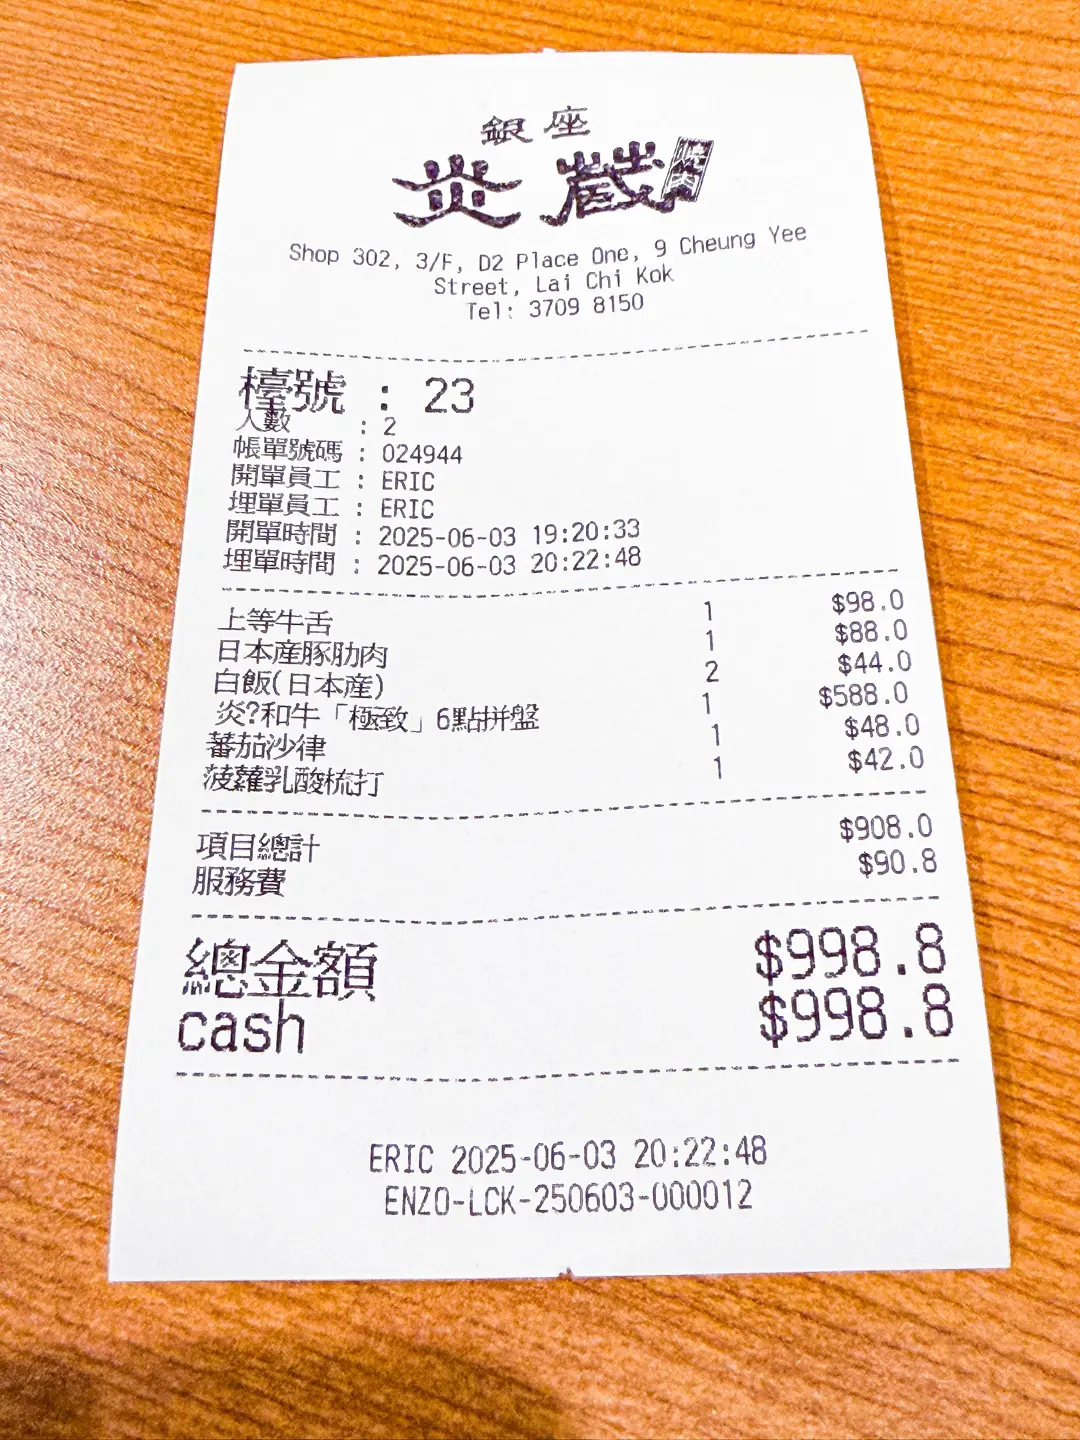 銀座
炎蔵
Shop 302, 3/F, D2 Place One, 9 Cheung Yee
Street, Lai Chi Kok
Tel: 3709 8150
檯號 : 23
人數 : 2
帳單號碼 : 024944
開單員工 : ERIC
埋單員工 : ERIC
開單時間 : 2025-06-03 19:20:33
埋單時間 : 2025-06-03 20:22:48
上等牛舌 1 $98.0
日本産豚肋肉 1 $88.0
白飯(日本産) 2 $44.0
炎?和牛「極致」6點拼盤 1 $588.0
蕃茄沙律 1 $48.0
菠蘿乳酸梳打 1 $42.0
項目總計 $908.0
服務費 $90.8
總金額 $998.8
cash $998.8
ERIC 2025-06-03 20:22:48
ENZO-LCK-250603-000012